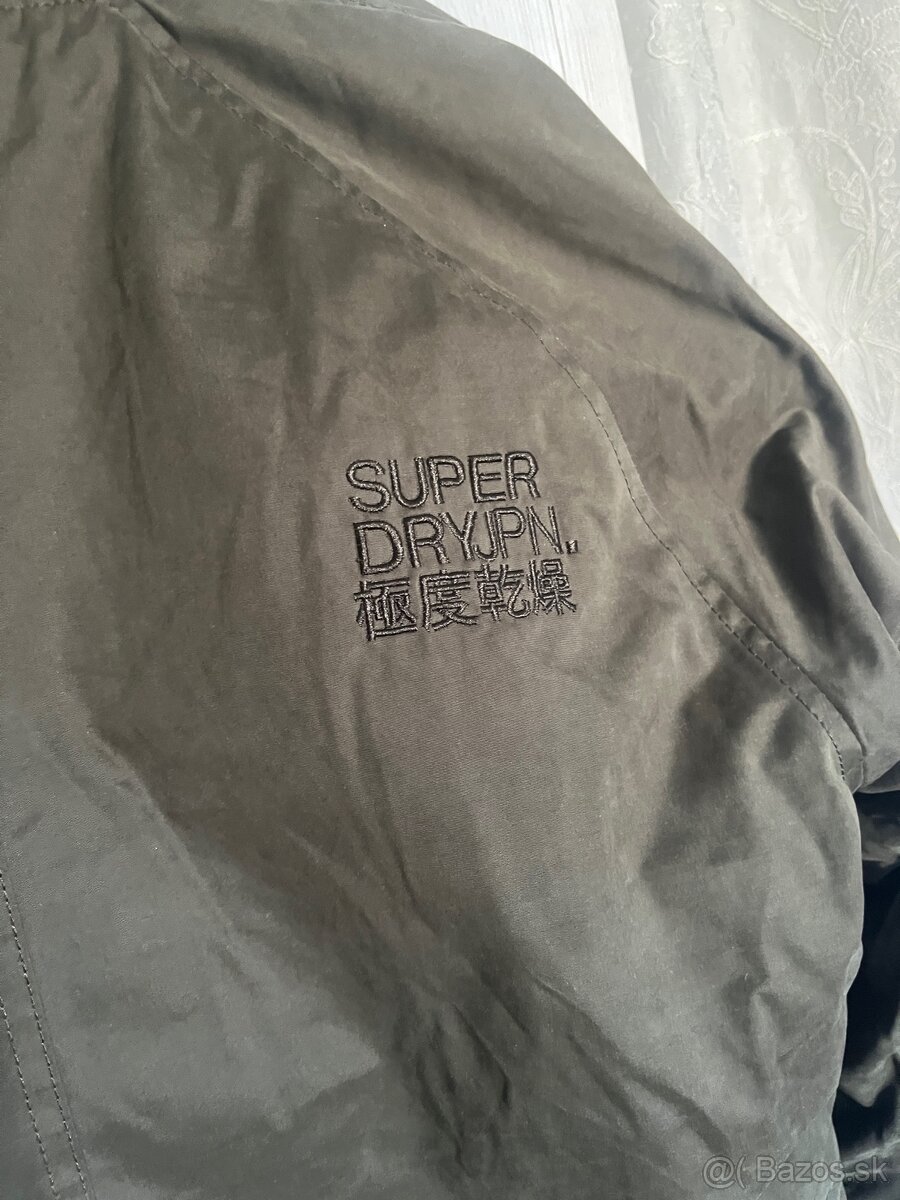 SUPER
DRYJPN.
極度乾燥
@( Bazos.sk